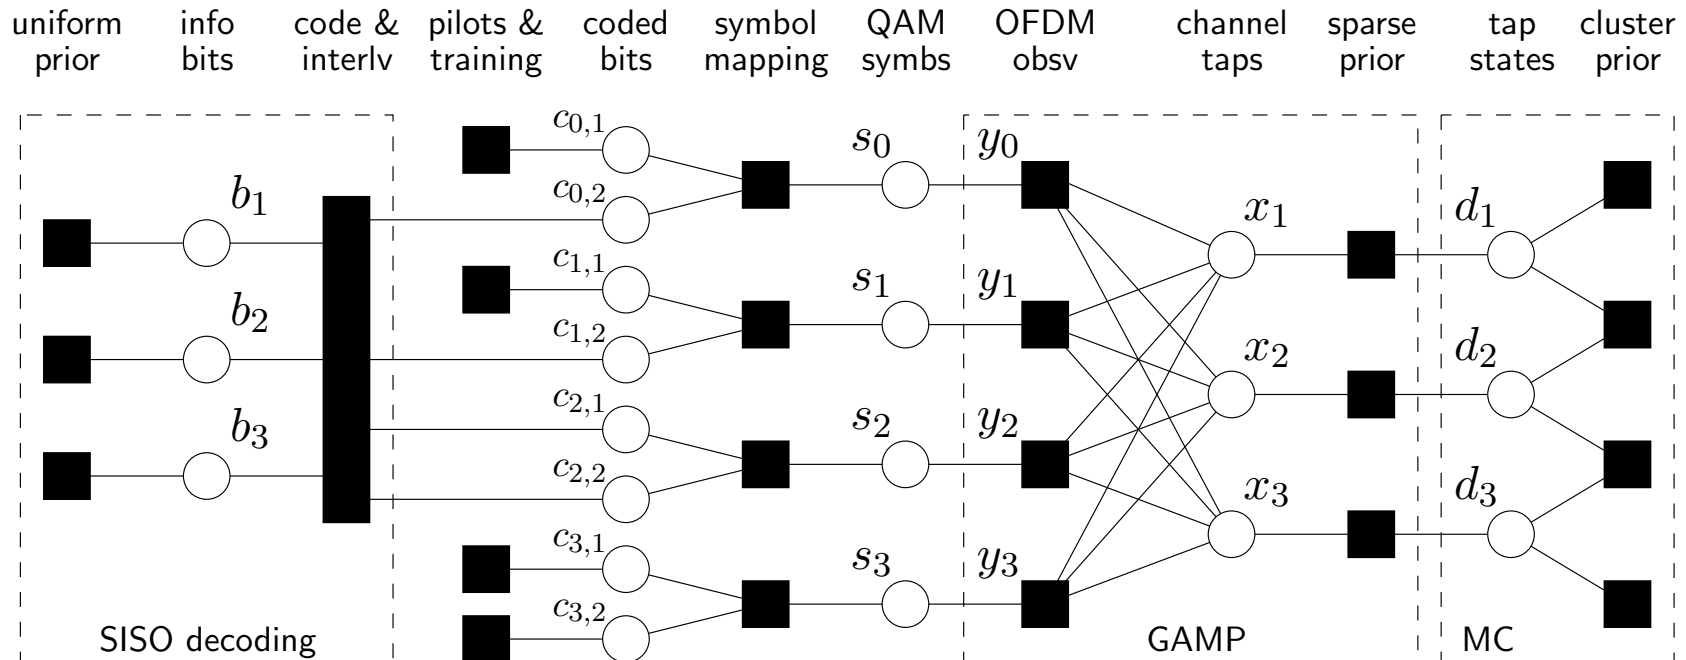 uniform prior
info bits
code & interlv
pilots & training
coded bits
symbol mapping
QAM symbs
OFDM obsv
channel taps
sparse prior
tap states
cluster prior
b1
b2
b3
c0,1
c0,2
c1,1
c1,2
c2,1
c2,2
c3,1
c3,2
s0
s1
s2
s3
y0
y1
y2
y3
x1
x2
x3
d1
d2
d3
SISO decoding
GAMP
MC